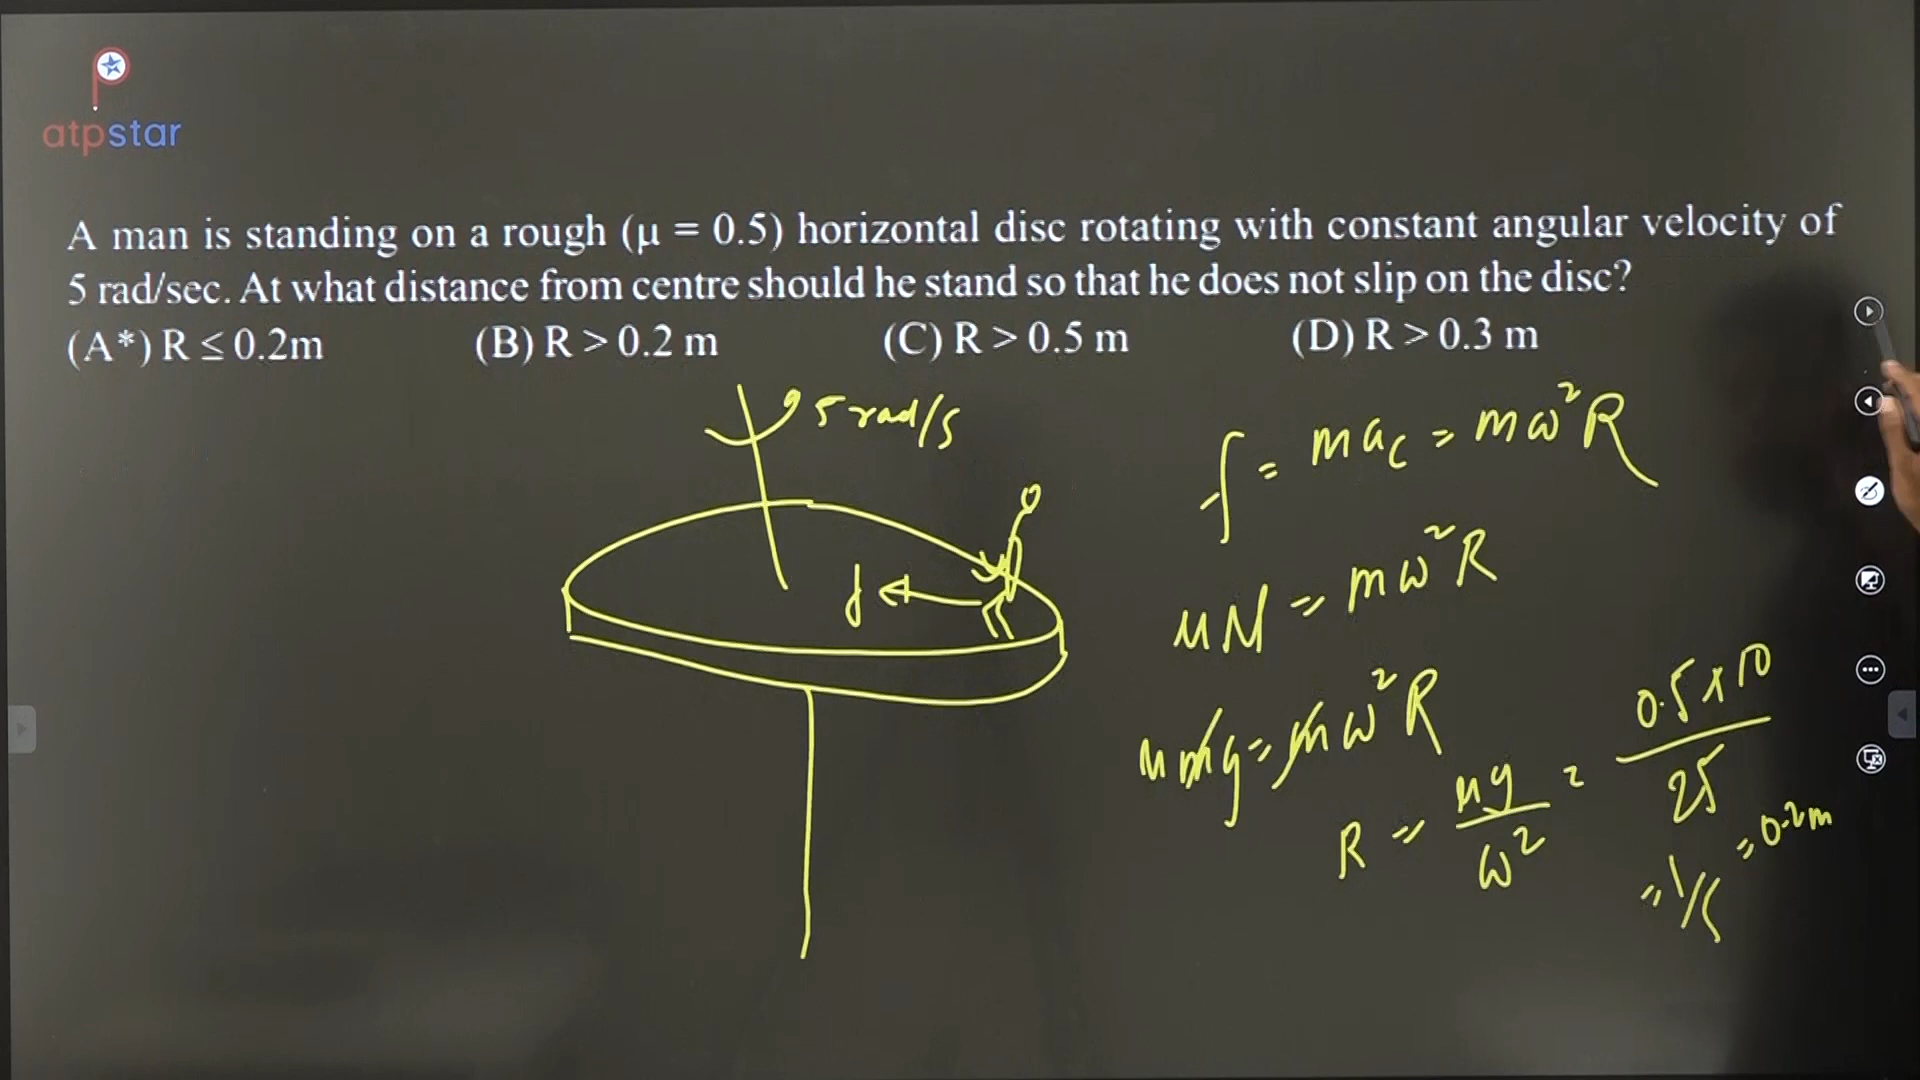 atpstar
A man is standing on a rough (μ = 0.5) horizontal disc rotating with constant angular velocity of
5 rad/sec. At what distance from centre should he stand so that he does not slip on the disc?
(A*) R ≤ 0.2m (B) R > 0.2 m (C) R > 0.5 m (D) R > 0.3 m
5 rad/s
f = mac = mω²R
f
μN = mω²R
μmg = mω²R
R = μg/ω² = 0.5×10/25
= 1/5 = 0.2m